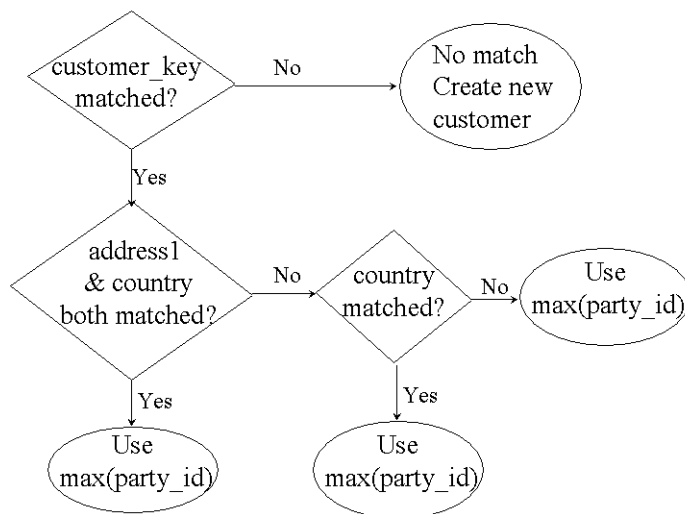 customer_key
matched?
No
No match
Create new
customer
Yes
address1
& country
both matched?
No
country
matched?
No
Use
max(party_id)
Yes
Use
max(party_id)
Yes
Use
max(party_id)